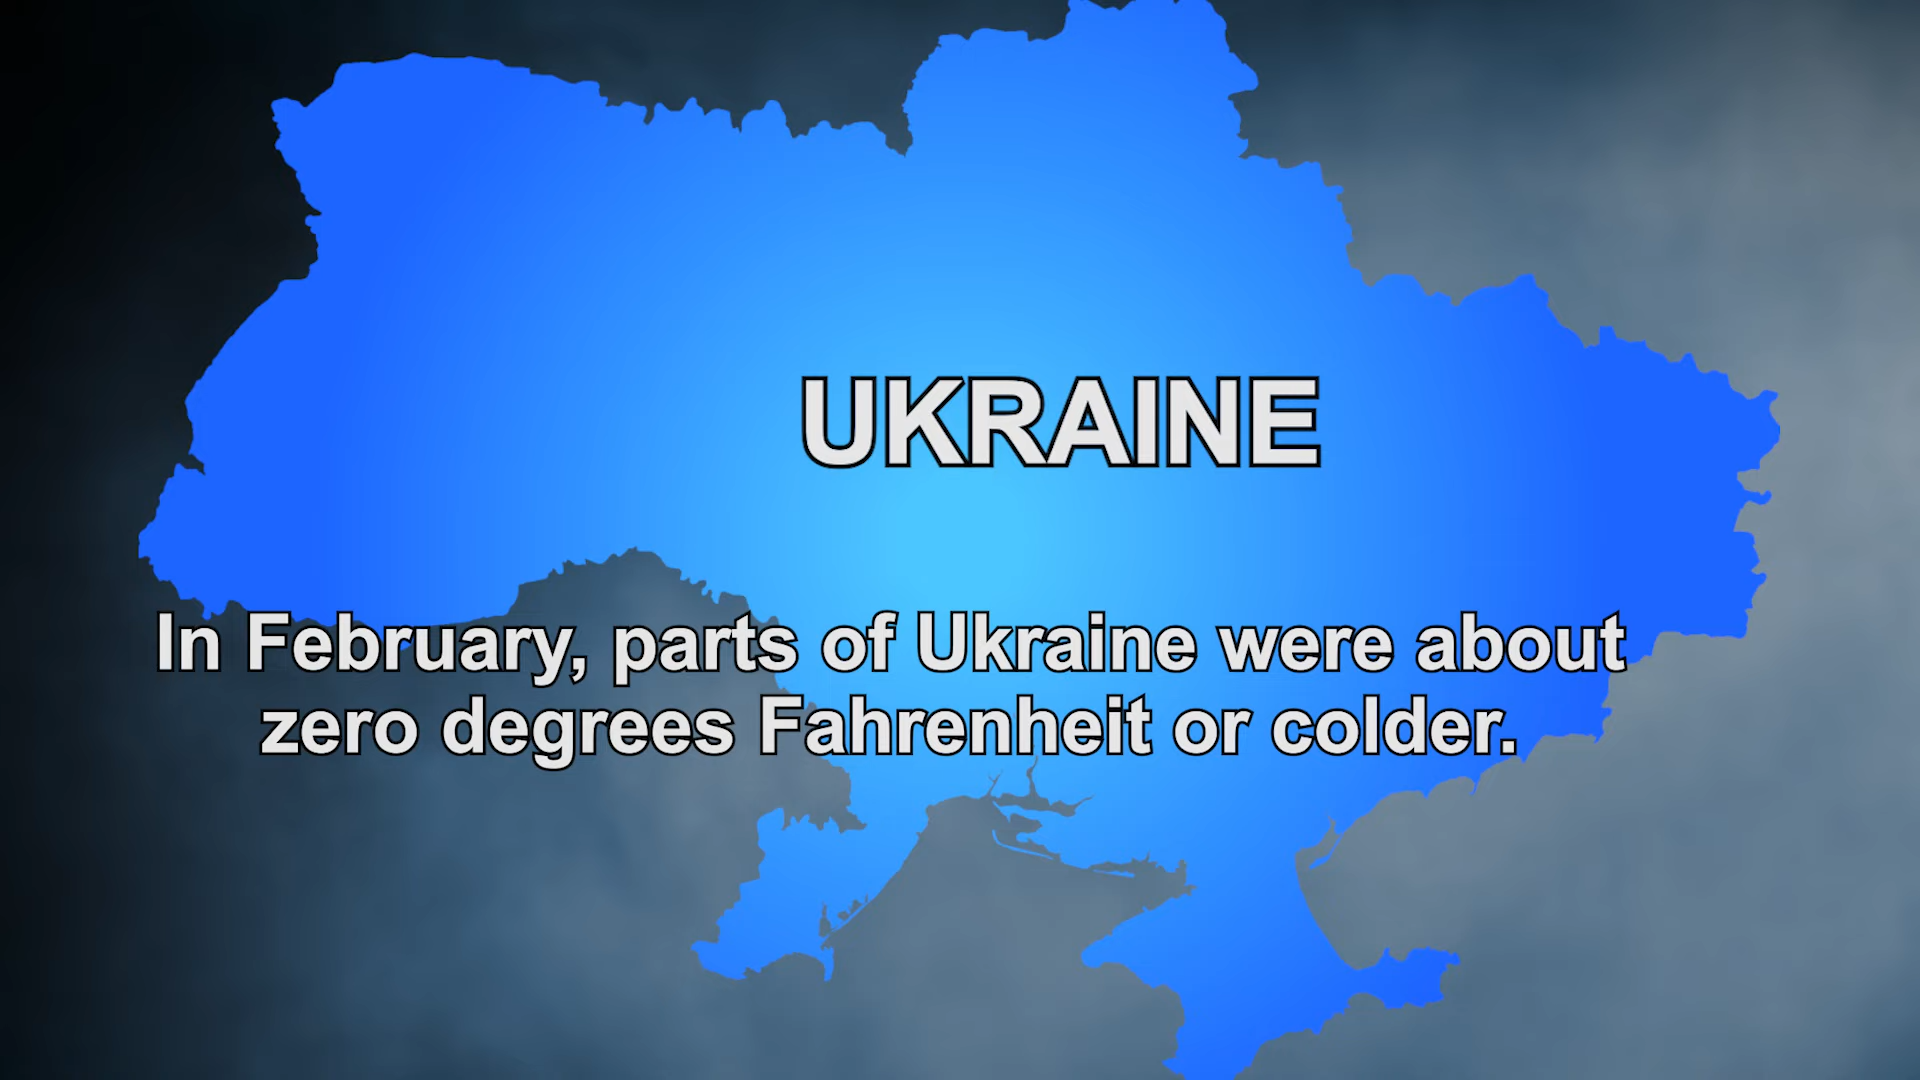 UKRAINE
In February, parts of Ukraine were about
zero degrees Fahrenheit or colder.